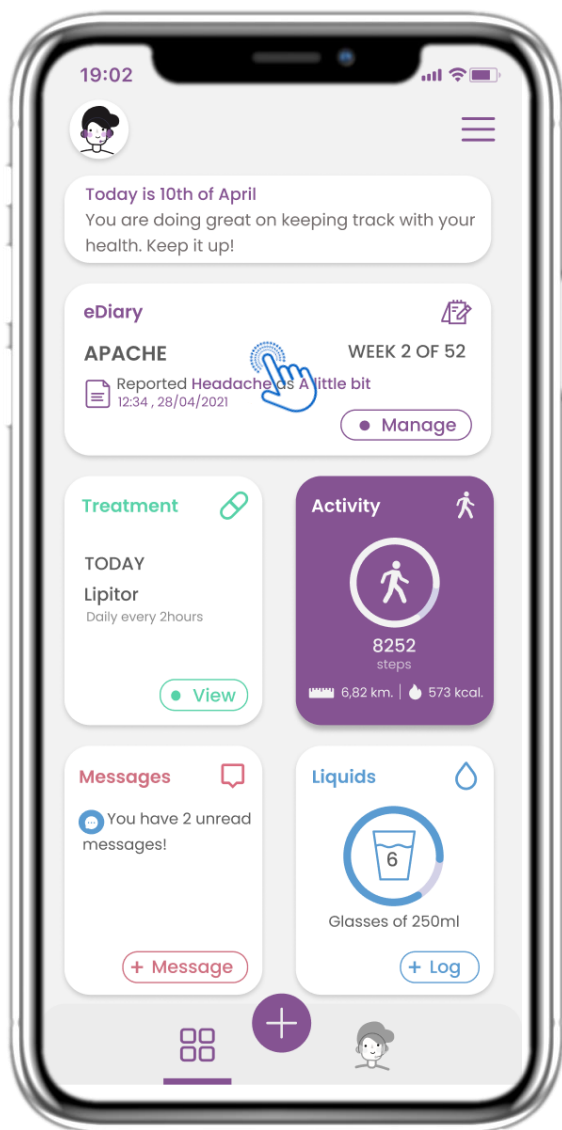 19:02
Today is 10th of April
You are doing great on keeping track with your
health. Keep it up!
eDiary
APACHE
WEEK 2 OF 52
Reported Headache as A little bit
12:34 , 28/04/2021
Manage
Treatment
TODAY
Lipitor
Daily every 2hours
View
Activity
8252
steps
6,82 km.
573 kcal.
Messages
You have 2 unread
messages!
+ Message
Liquids
6
Glasses of 250ml
+ Log